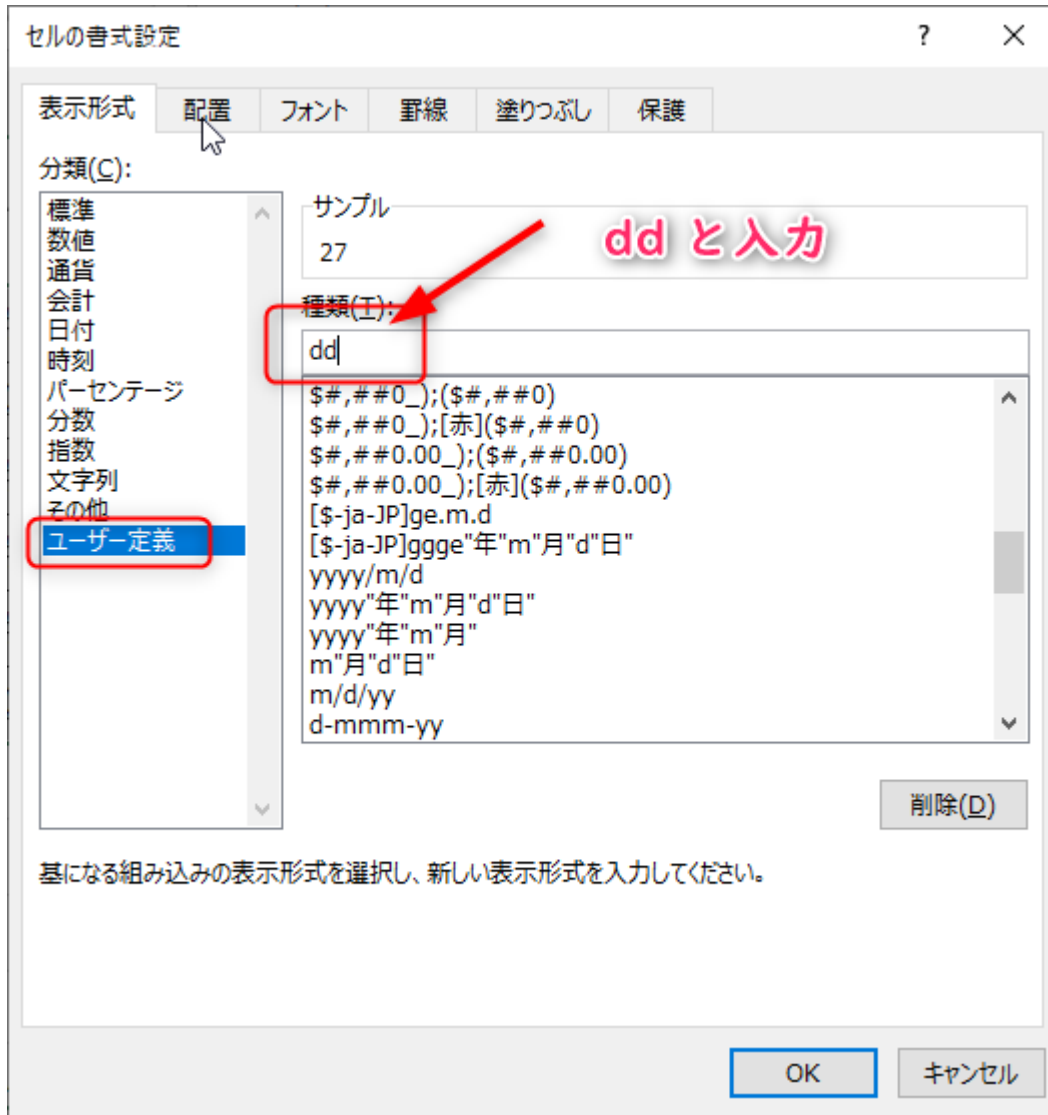 セルの書式設定
? ×
表示形式 配置 フォント 罫線 塗りつぶし 保護
分類(C):
標準
数値
通貨
会計
日付
時刻
パーセンテージ
分数
指数
文字列
その他
ユーザー定義
サンプル
27
dd と入力
種類(T):
dd
$#,##0_);($#,##0)
$#,##0_);[赤]($#,##0)
$#,##0.00_);($#,##0.00)
$#,##0.00_);[赤]($#,##0.00)
[$-ja-JP]ge.m.d
[$-ja-JP]ggge"年"m"月"d"日"
yyyy/m/d
yyyy"年"m"月"d"日"
yyyy"年"m"月"
m"月"d"日"
m/d/yy
d-mmm-yy
削除(D)
基になる組み込みの表示形式を選択し、新しい表示形式を入力してください。
OK キャンセル